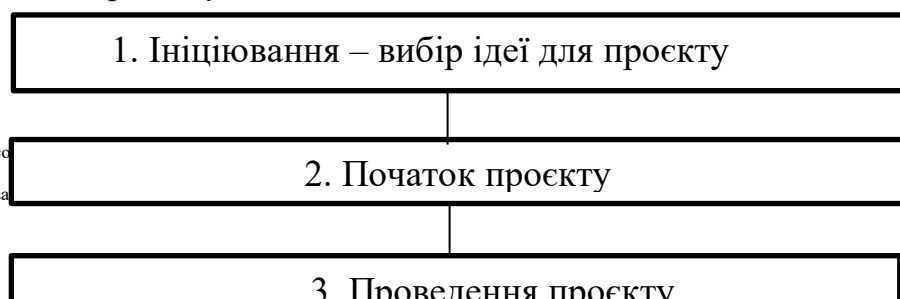 1. Ініціювання – вибір ідеї для проєкту
2. Початок проєкту
3. Проведення проєкту